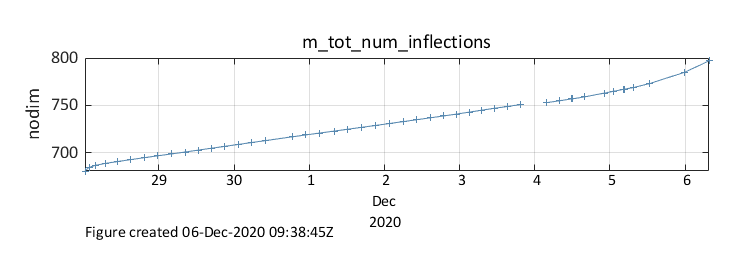 m_tot_num_inflections
nodim
800
750
700
29 30 1 2 3 4 5 6
Dec
2020
Figure created 06-Dec-2020 09:38:45Z